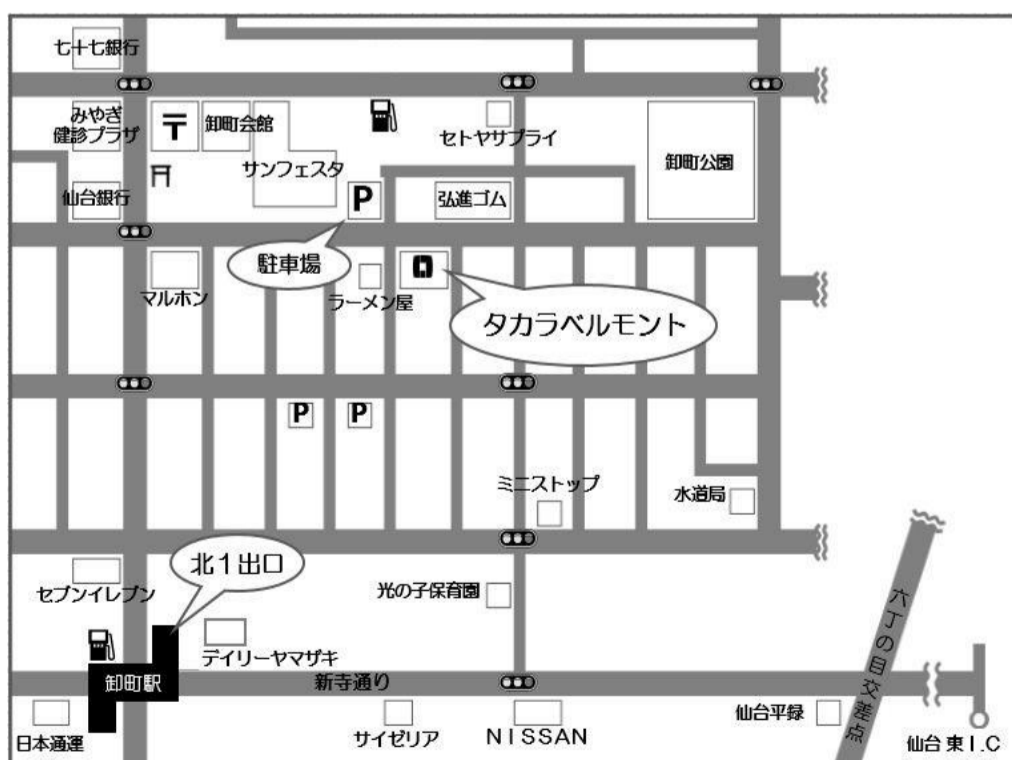 七十七銀行
みやぎ
健診プラザ
〒
卸町会館
サンフェスタ
セトヤサプライ
卸町公園
仙台銀行
P
弘進ゴム
駐車場
マルホン
ラーメン屋
タカラベルモント
P
P
ミニストップ
水道局
北1出口
セブンイレブン
光の子保育園
デイリーヤマザキ
卸町駅
新寺通り
六丁の目交差点
日本通運
サイゼリア
NISSAN
仙台平禄
仙台東I.C